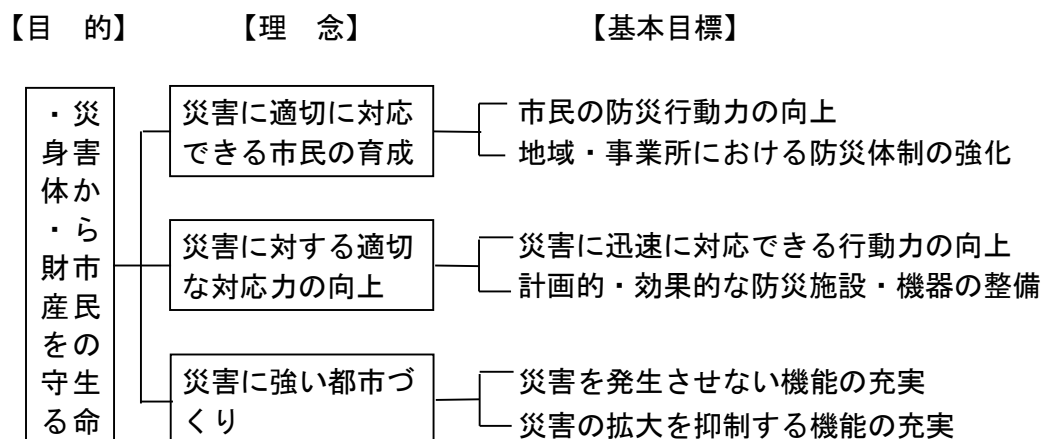 【目　的】　【理　念】　【基本目標】
災害から市民の生命
・身体・財産を守る
災害に適切に対応
できる市民の育成
市民の防災行動力の向上
地域・事業所における防災体制の強化
災害に対する適切
な対応力の向上
災害に迅速に対応できる行動力の向上
計画的・効果的な防災施設・機器の整備
災害に強い都市づ
くり
災害を発生させない機能の充実
災害の拡大を抑制する機能の充実